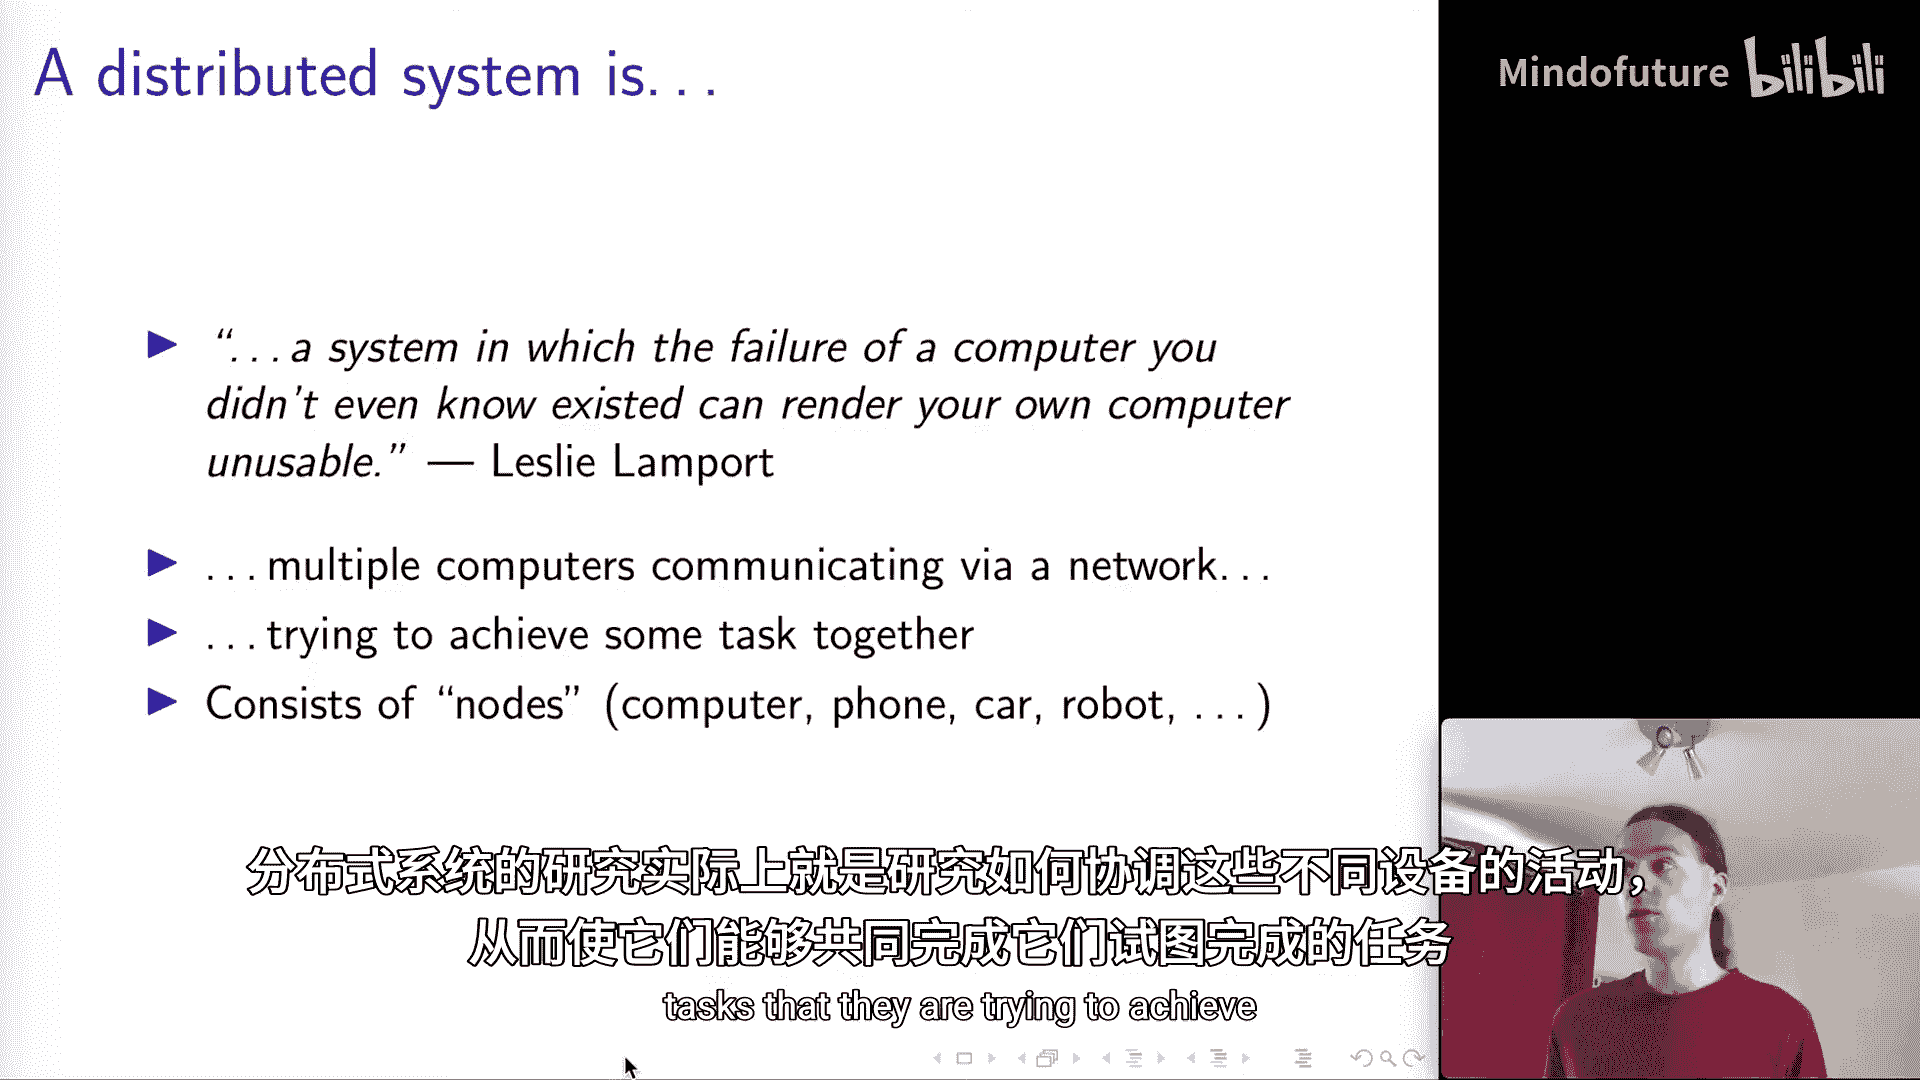 A distributed system is. . .
Mindofuture bilibili
“. . . a system in which the failure of a computer you
didn’t even know existed can render your own computer
unusable.” — Leslie Lamport
. . . multiple computers communicating via a network. . .
. . . trying to achieve some task together
Consists of “nodes” (computer, phone, car, robot, . . . )
分布式系统的研究实际上就是研究如何协调这些不同设备的活动，
从而使它们能够共同完成它们试图完成的任务
tasks that they are trying to achieve